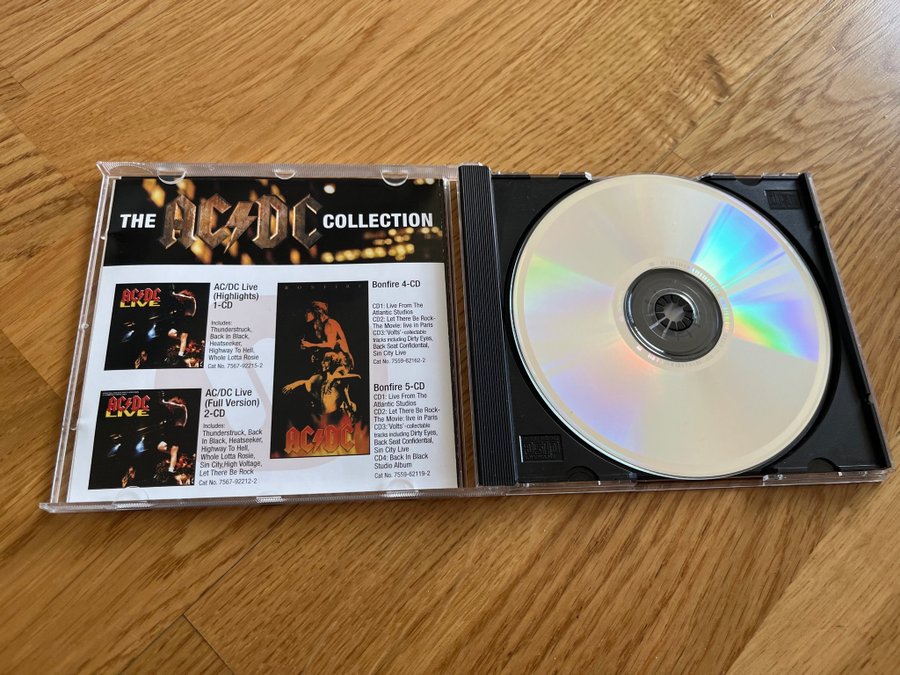 THE AC/DC COLLECTION
AC/DC
LIVE
AC/DC Live
(Highlights)
1-CD
Includes:
Thunderstruck,
Back in Black,
Heatseeker,
Highway To Hell,
Whole Lotta Rosie
Cat No. 7567-92215-2
AC/DC
LIVE
AC/DC Live
(Full Version)
2-CD
Includes:
Thunderstruck, Back
In Black, Heatseeker,
Highway To Hell,
Whole Lotta Rosie,
Sin City, High Voltage,
Let There Be Rock
Cat No. 7567-92212-2
BONFIRE
AC/DC
Bonfire 4-CD
CD1: Live From The
Atlantic Studios
CD2: Let There Be Rock-
The Movie: live in Paris
CD3:'Volts' -collectable
tracks including Dirty Eyes,
Back Seat Confidential,
Sin City Live
Cat No. 7559-62162-2
Bonfire 5-CD
CD1: Live From The
Atlantic Studios
CD2: Let There Be Rock-
The Movie: live in Paris
CD3:'Volts' -collectable
tracks including Dirty Eyes,
Back Seat Confidential,
Sin City Live
CD4: Back In Black
Studio Album
Cat No. 7559-62119-2